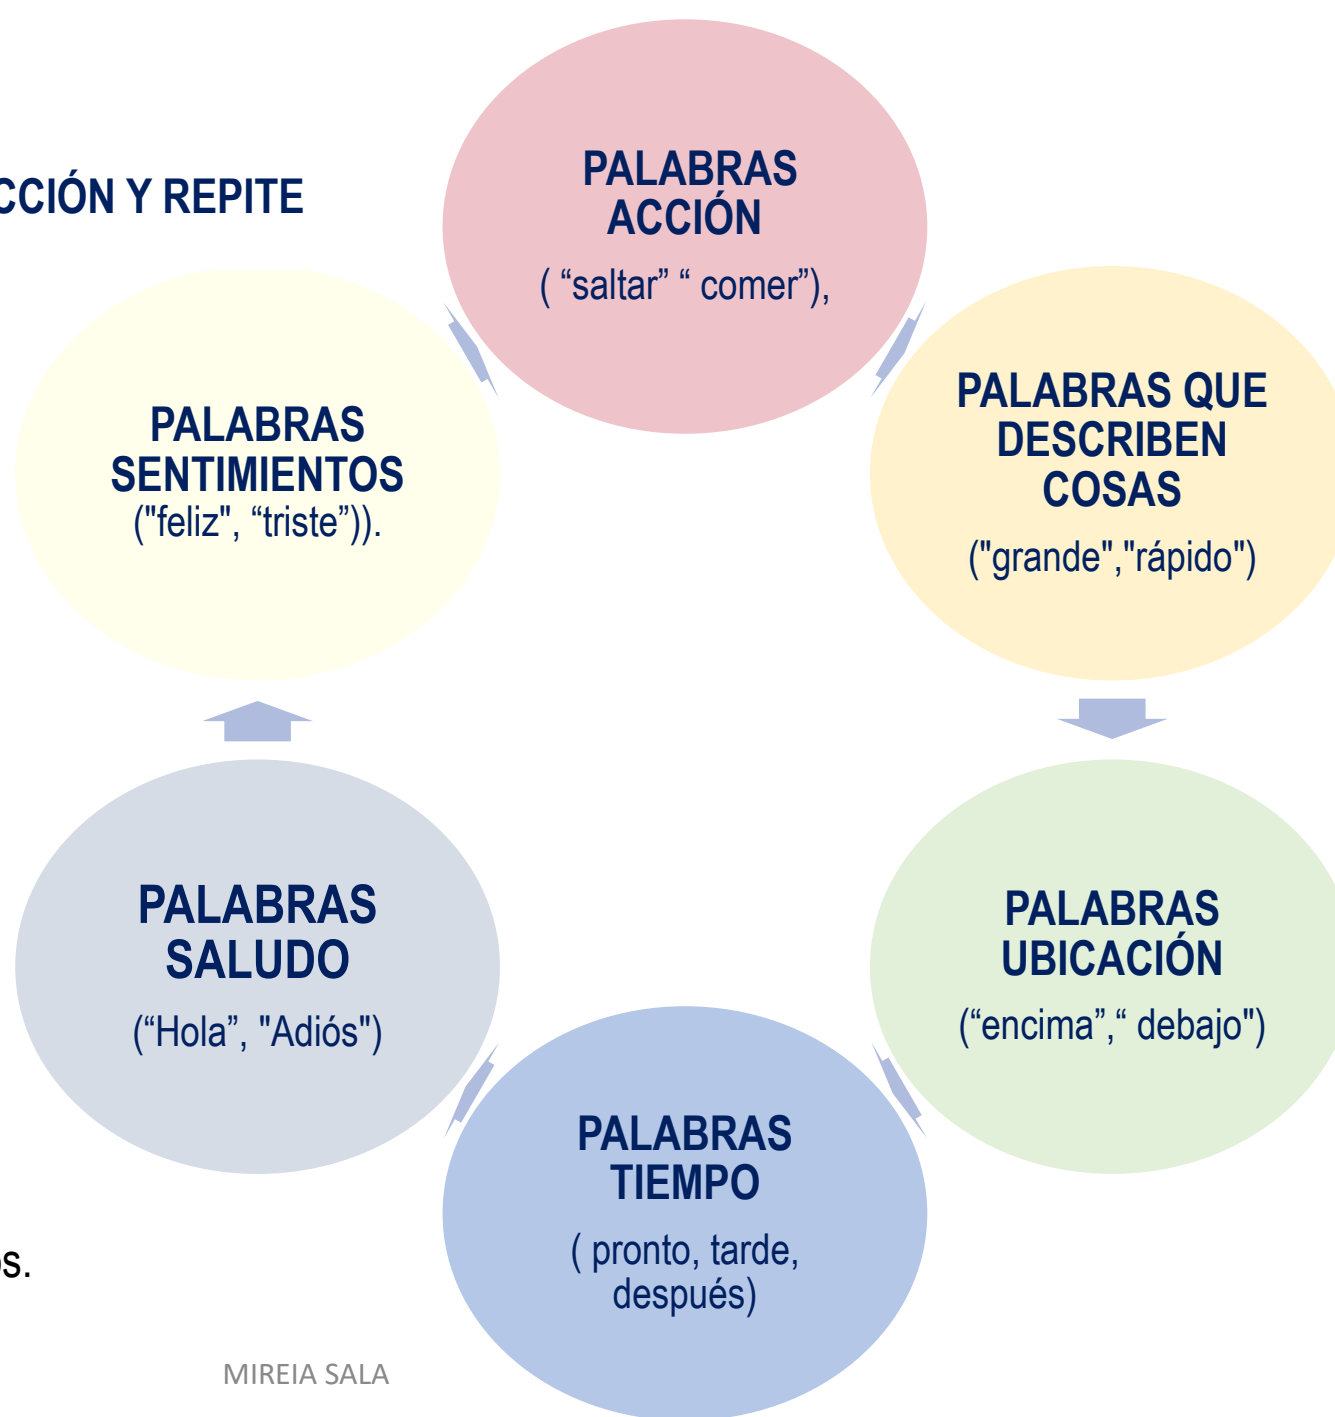 CCIÓN Y REPITE
PALABRAS
ACCIÓN
( “saltar” “ comer”),
PALABRAS QUE
DESCRIBEN
COSAS
("grande","rápido")
PALABRAS
UBICACIÓN
(“encima”,“ debajo")
PALABRAS
TIEMPO
( pronto, tarde,
después)
PALABRAS
SALUDO
(“Hola”, "Adiós")
PALABRAS
SENTIMIENTOS
("feliz", “triste”)).
os.
MIREIA SALA